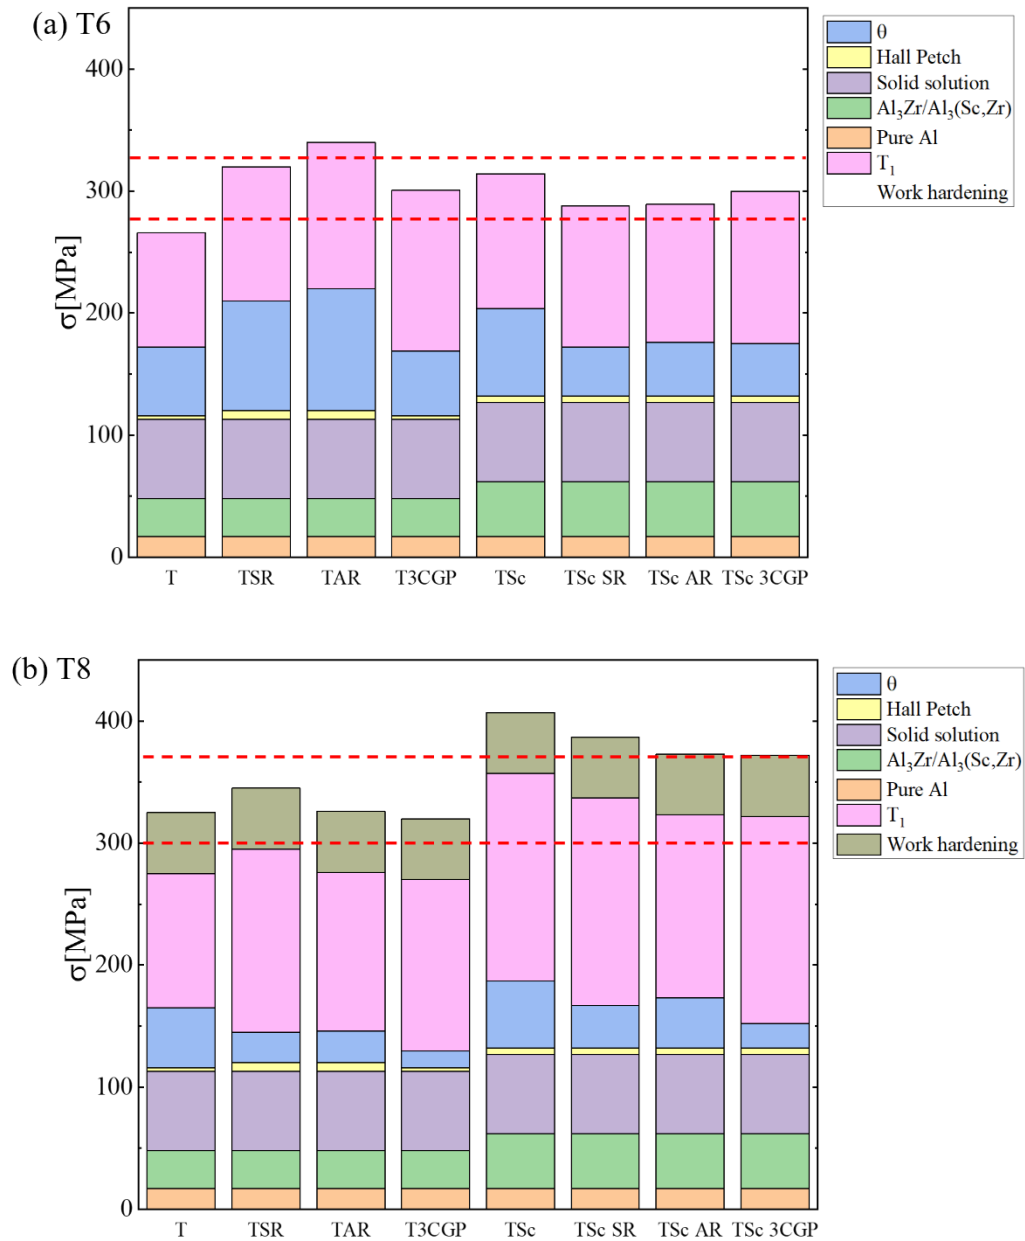 (a) T6
400
300
200
100
0
σ[MPa]
T TSR TAR T3CGP TSc TSc SR TSc AR TSc 3CGP
θ
Hall Petch
Solid solution
Al₃Zr/Al₃(Sc,Zr)
Pure Al
T₁
Work hardening
(b) T8
400
300
200
100
0
σ[MPa]
T TSR TAR T3CGP TSc TSc SR TSc AR TSc 3CGP
θ
Hall Petch
Solid solution
Al₃Zr/Al₃(Sc,Zr)
Pure Al
T₁
Work hardening